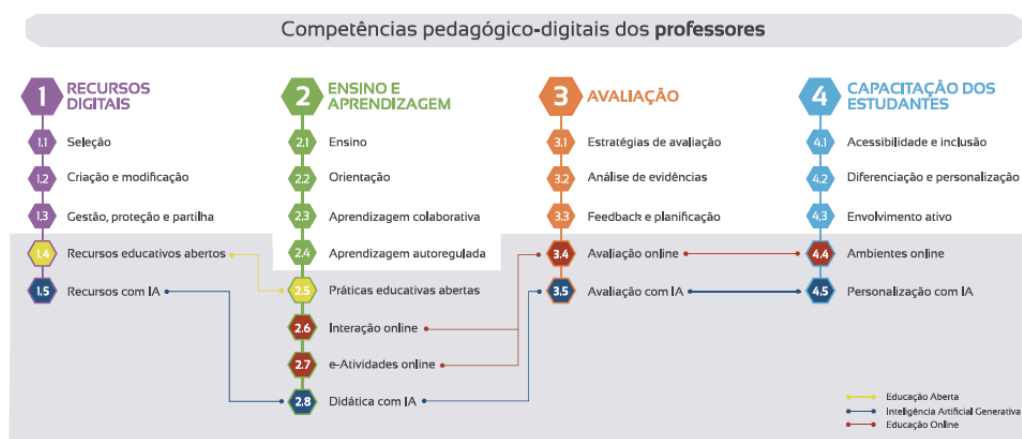 Competências pedagógico-digitais dos professores
1
RECURSOS
DIGITAIS
1.1
Seleção
1.2
Criação e modificação
1.3
Gestão, proteção e partilha
1.4
Recursos educativos abertos
1.5
Recursos com IA
2
ENSINO E
APRENDIZAGEM
2.1
Ensino
2.2
Orientação
2.3
Aprendizagem colaborativa
2.4
Aprendizagem autoregulada
2.5
Práticas educativas abertas
2.6
Interação online
2.7
e-Atividades online
2.8
Didática com IA
3
AVALIAÇÃO
3.1
Estratégias de avaliação
3.2
Análise de evidências
3.3
Feedback e planificação
3.4
Avaliação online
3.5
Avaliação com IA
4
CAPACITAÇÃO DOS
ESTUDANTES
4.1
Acessibilidade e inclusão
4.2
Diferenciação e personalização
4.3
Envolvimento ativo
4.4
Ambientes online
4.5
Personalização com IA
Educação Aberta
Inteligência Artificial Generativa
Educação Online